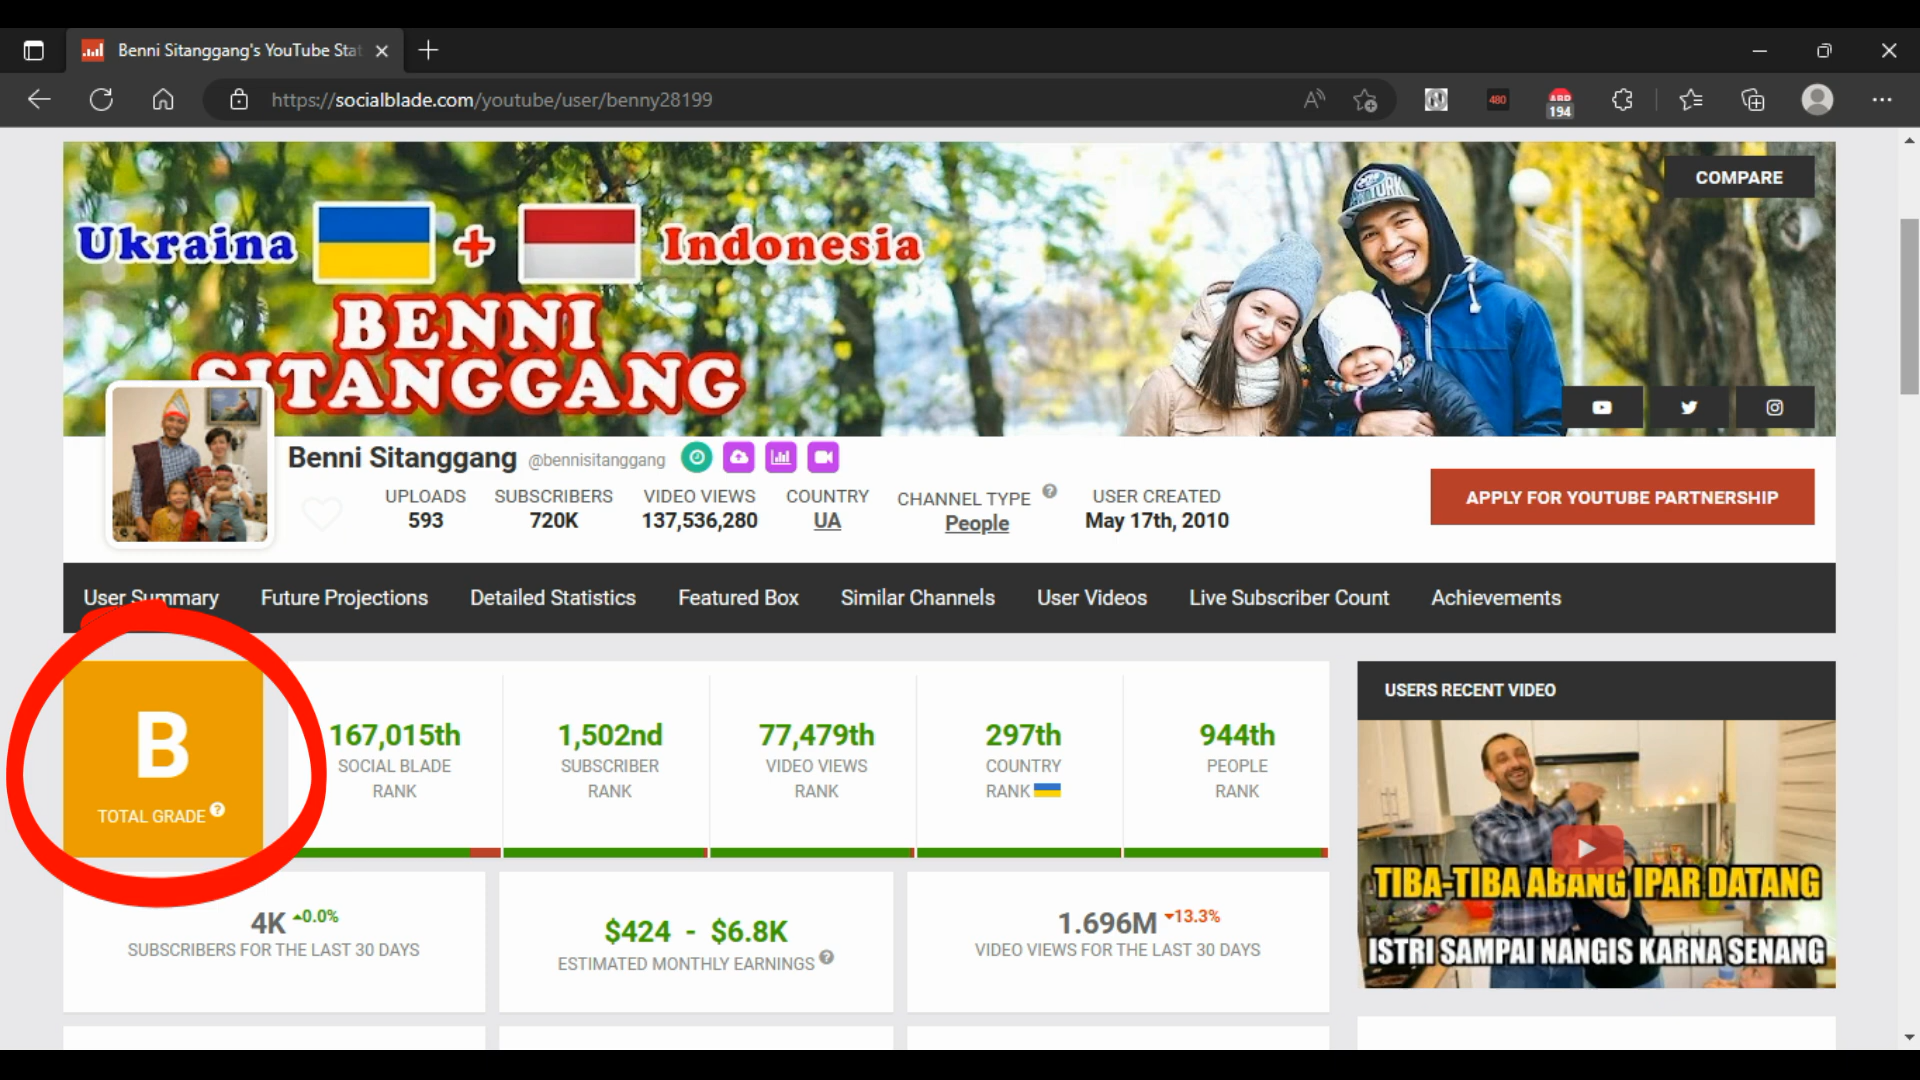 Benni Sitanggang's YouTube Stat
https://socialblade.com/youtube/user/benny28199
480
ABP
194
COMPARE
Ukraina + Indonesia
YORK
BENNI
SITANGGANG
Benni Sitanggang @bennisitanggang
UPLOADS SUBSCRIBERS VIDEO VIEWS COUNTRY CHANNEL TYPE USER CREATED
593 720K 137,536,280 UA People May 17th, 2010
APPLY FOR YOUTUBE PARTNERSHIP
User Summary Future Projections Detailed Statistics Featured Box Similar Channels User Videos Live Subscriber Count Achievements
B
TOTAL GRADE
167,015th
SOCIAL BLADE
RANK
1,502nd
SUBSCRIBER
RANK
77,479th
VIDEO VIEWS
RANK
297th
COUNTRY
RANK
944th
PEOPLE
RANK
USERS RECENT VIDEO
TIBA-TIBA ABANG IPAR DATANG
ISTRI SAMPAI NANGIS KARNA SENANG
4K 0.0%
SUBSCRIBERS FOR THE LAST 30 DAYS
$424 - $6.8K
ESTIMATED MONTHLY EARNINGS
1.696M 13.3%
VIDEO VIEWS FOR THE LAST 30 DAYS